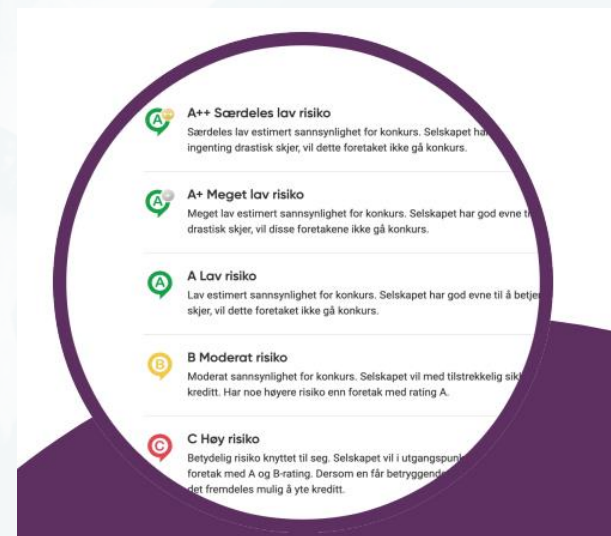 A++ Særdeles lav risiko
Særdeles lav estimert sannsynlighet for konkurs. Selskapet har
ingenting drastisk skjer, vil dette foretaket ikke gå konkurs.
A+ Meget lav risiko
Meget lav estimert sannsynlighet for konkurs. Selskapet har god evne
drastisk skjer, vil disse foretakene ikke gå konkurs.
A
A Lav risiko
Lav estimert sannsynlighet for konkurs. Selskapet har god evne til å
skjer, vil dette foretaket ikke gå konkurs.
B
B Moderat risiko
Moderat sannsynlighet for konkurs. Selskapet vil med tilstrekkelig
kreditt. Har noe høyere risiko enn foretak med rating A.
C
C Høy risiko
Betydelig risiko knyttet til seg. Selskapet vil i
foretak med A og B-rating. Dersom en får
det fremdeles mulig å yte kreditt.